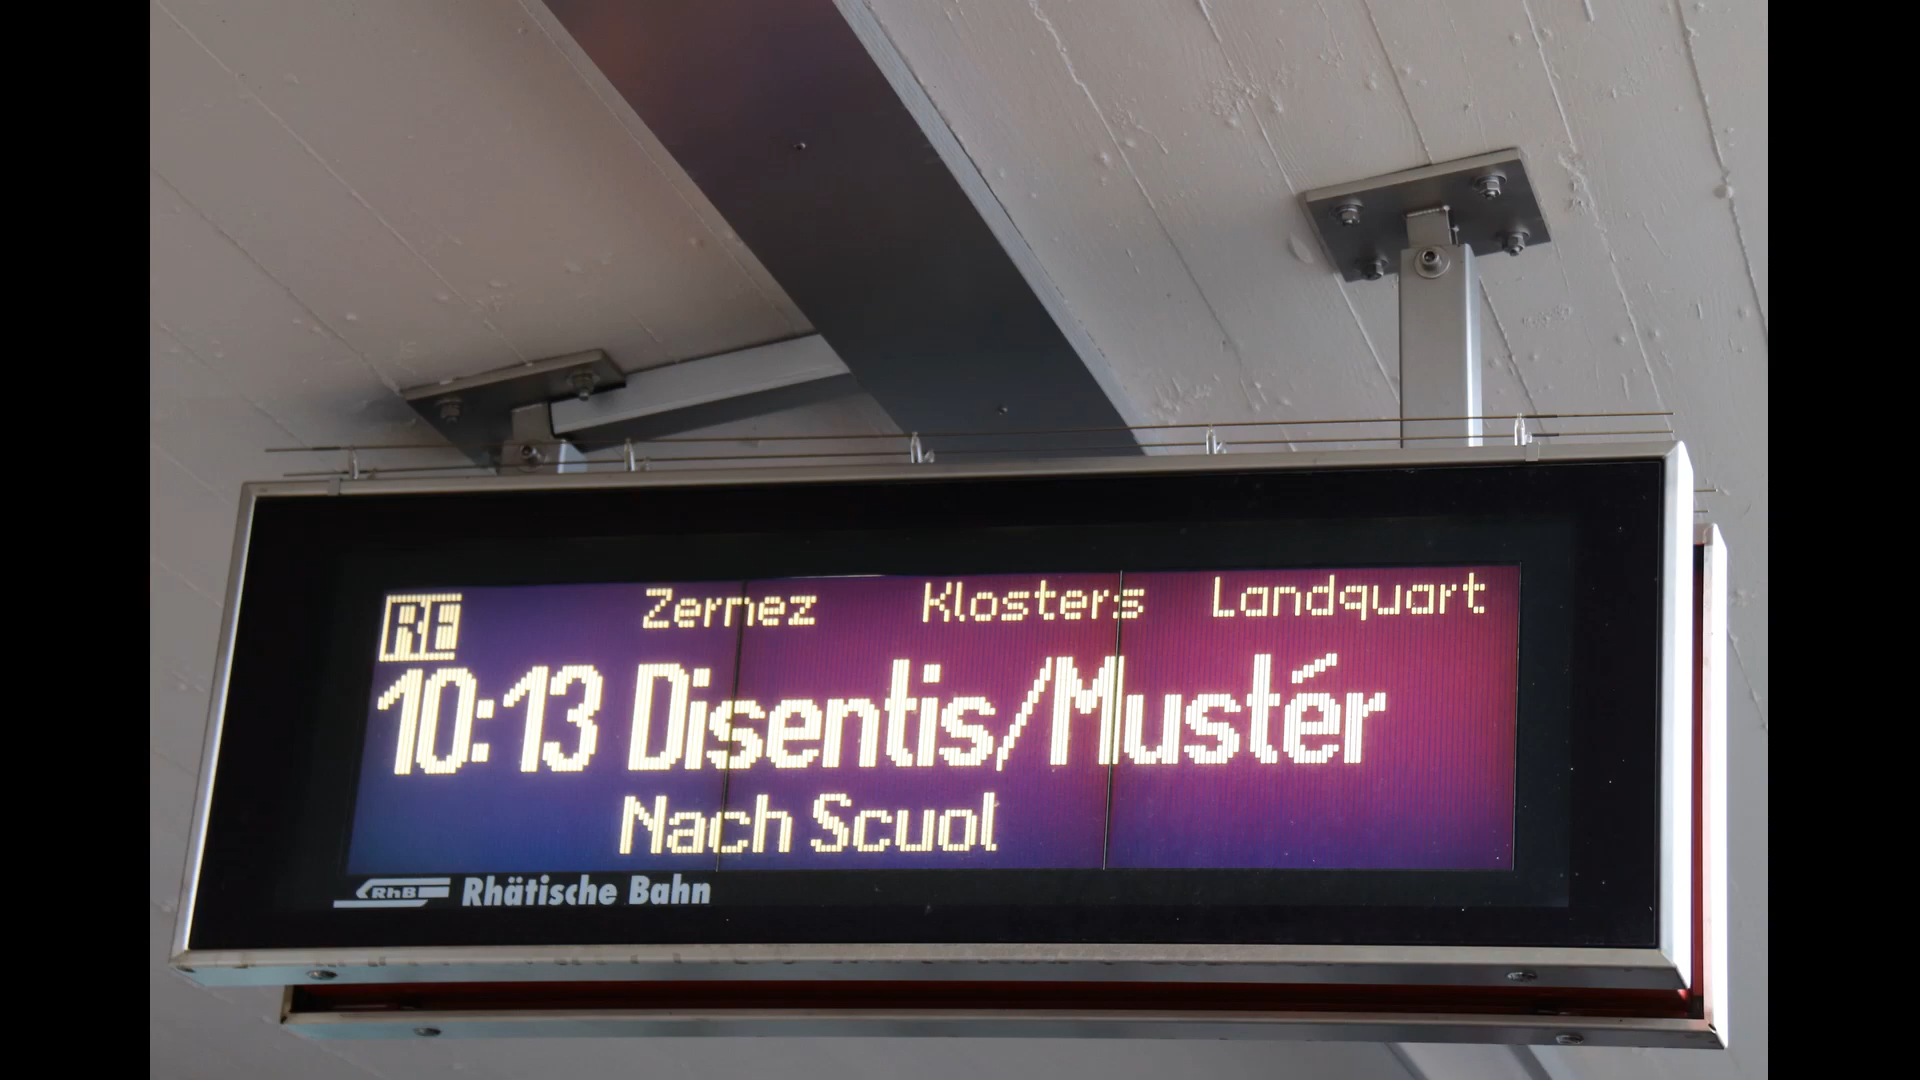 RE Zernez Klosters Landquart
10:13 Disentis/Mustér
Nach Scuol
RhB Rhätische Bahn